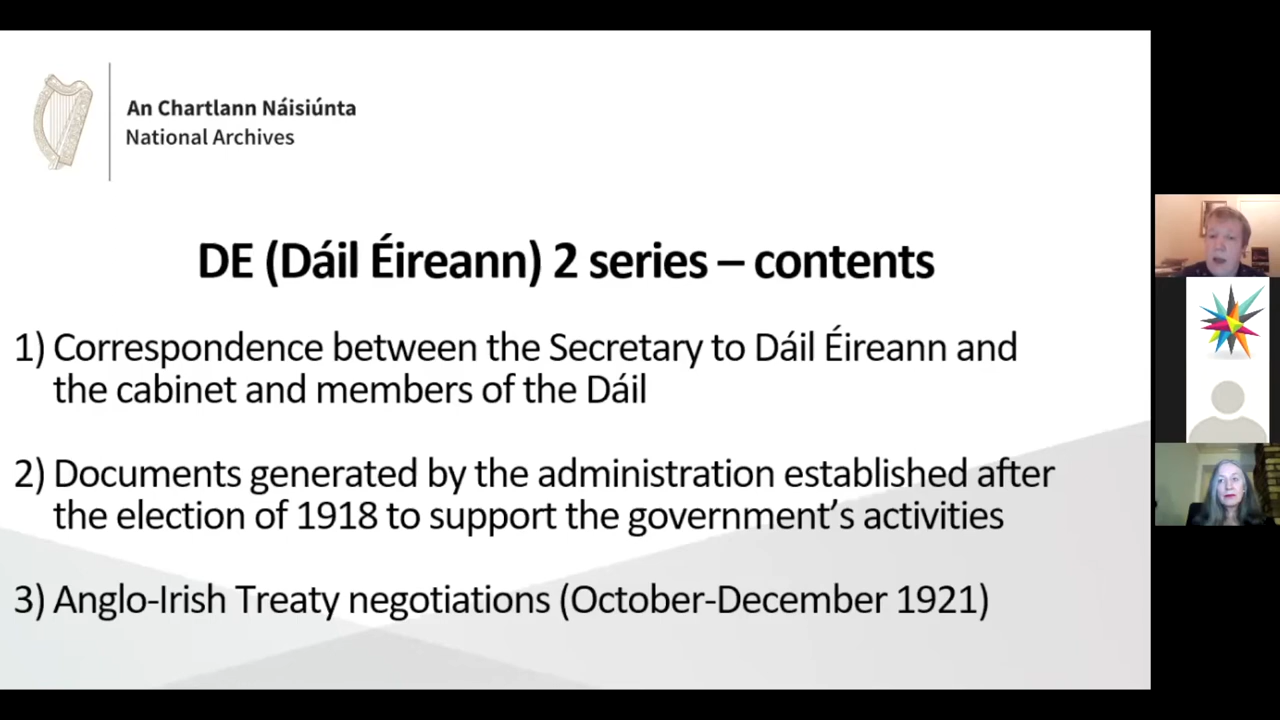 An Chartlann Náisiúnta
National Archives
DE (Dáil Éireann) 2 series – contents
1) Correspondence between the Secretary to Dáil Éireann and
the cabinet and members of the Dáil
2) Documents generated by the administration established after
the election of 1918 to support the government’s activities
3) Anglo-Irish Treaty negotiations (October-December 1921)